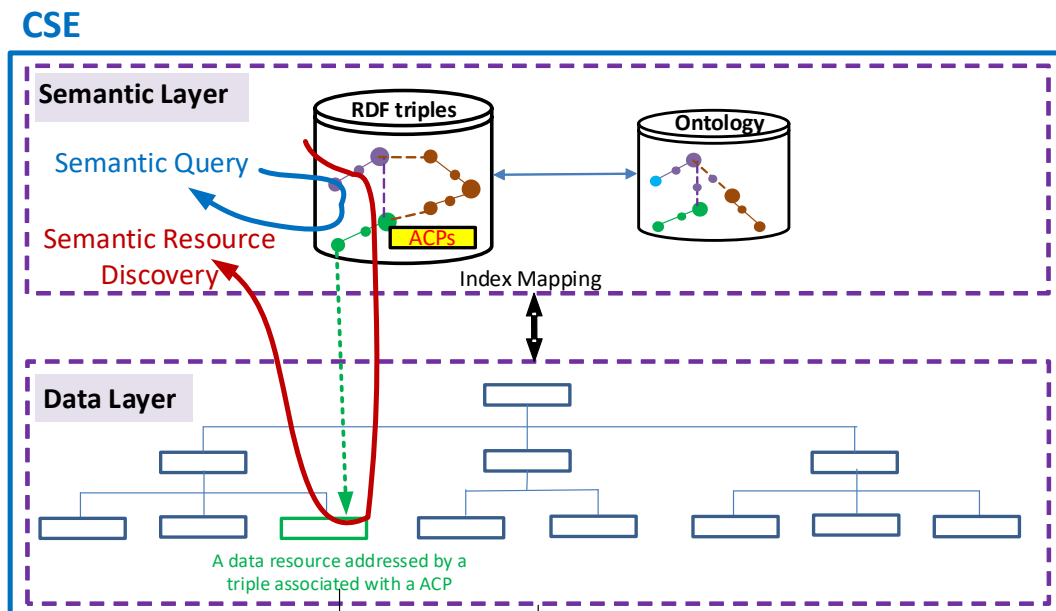 CSE
Semantic Layer
RDF triples
Ontology
Semantic Query
ACPs
Semantic Resource
Discovery
Index Mapping
Data Layer
A data resource addressed by a
triple associated with a ACP